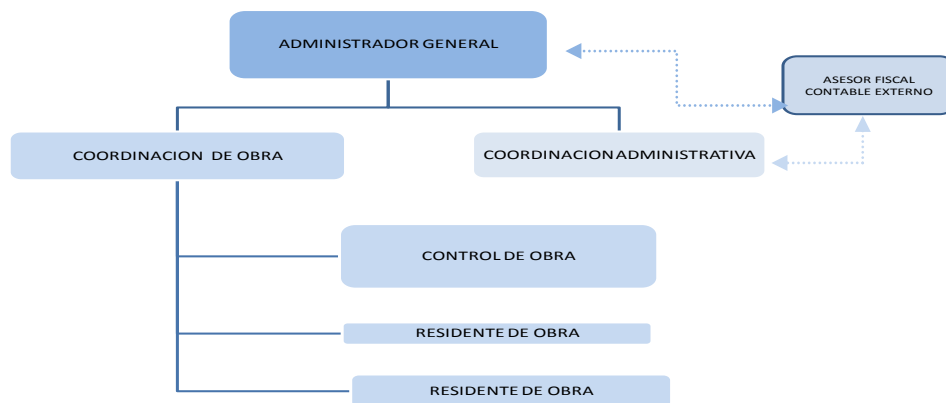 ADMINISTRADOR GENERAL
ASESOR FISCAL
CONTABLE EXTERNO
COORDINACION DE OBRA
COORDINACION ADMINISTRATIVA
CONTROL DE OBRA
RESIDENTE DE OBRA
RESIDENTE DE OBRA